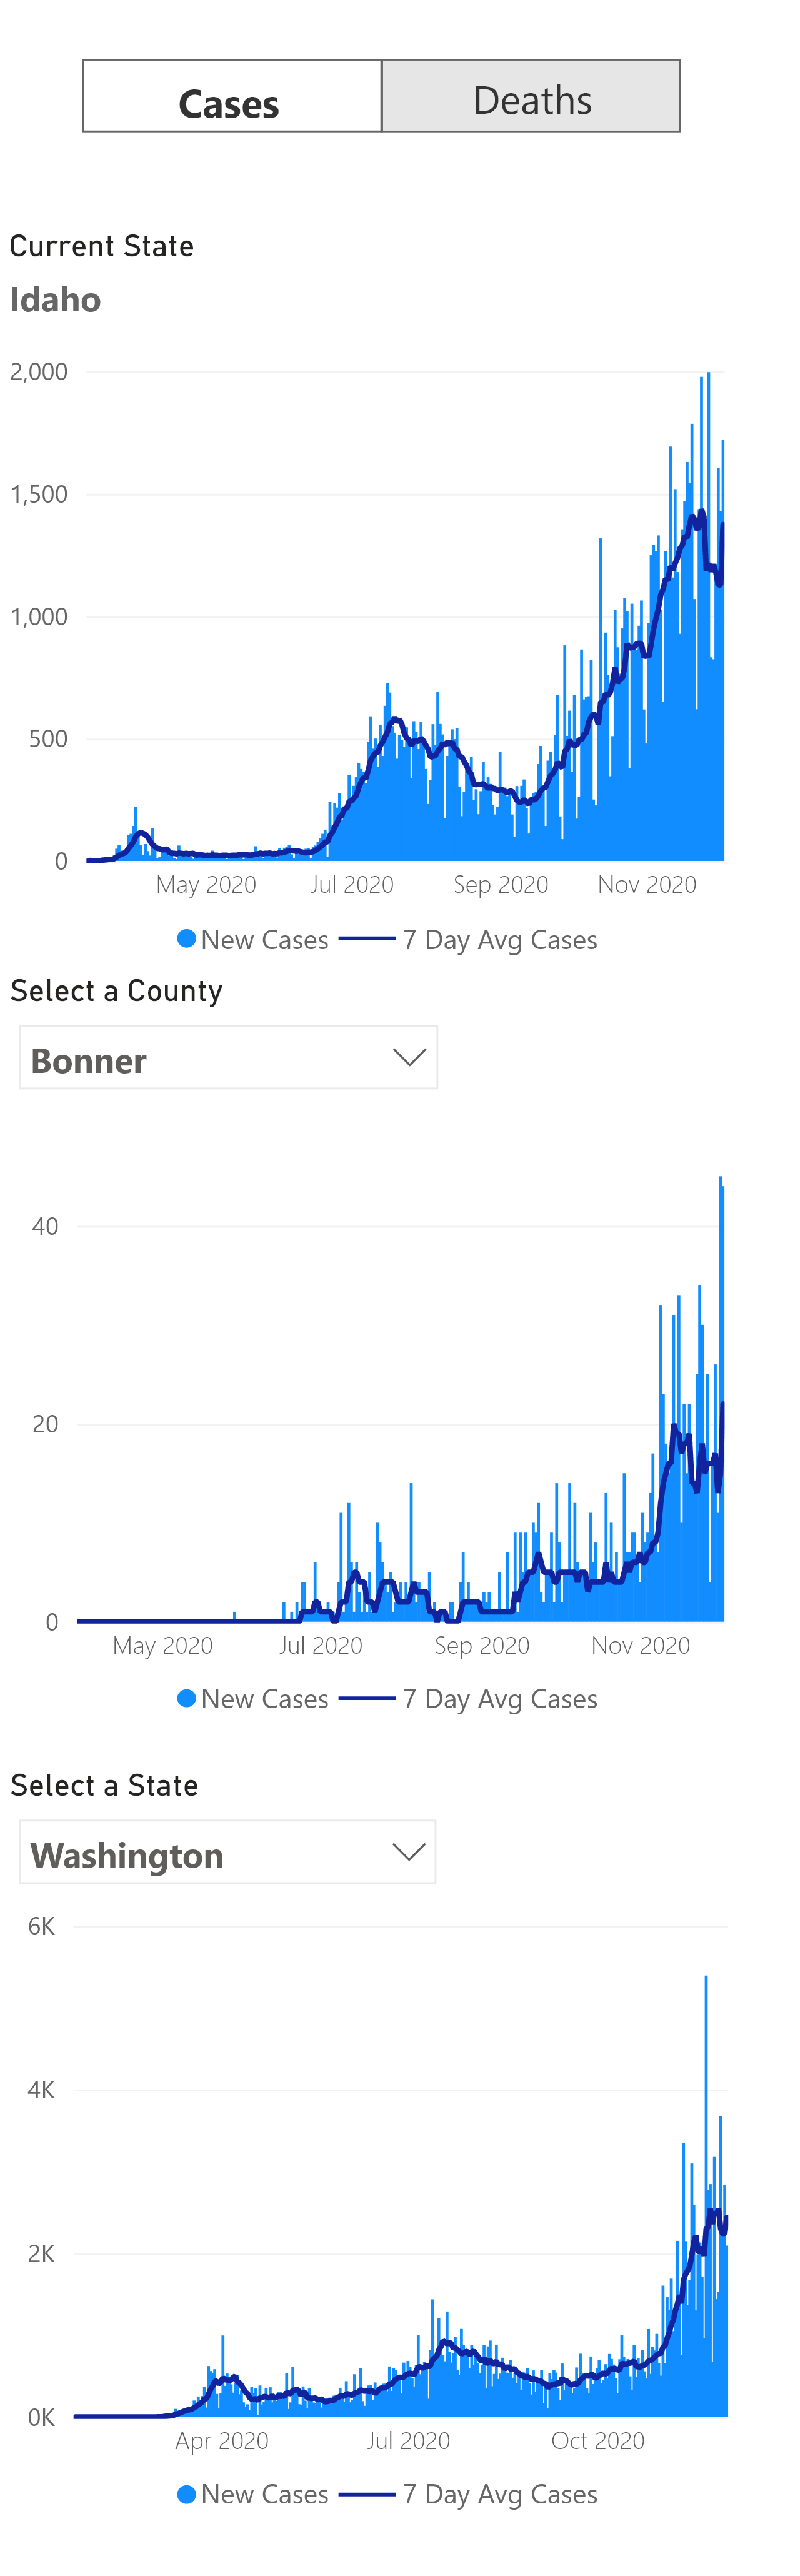 Cases Deaths
Current State
Idaho
2,000
1,500
1,000
500
0
May 2020 Jul 2020 Sep 2020 Nov 2020
New Cases 7 Day Avg Cases
Select a County
Bonner
40
20
0
May 2020 Jul 2020 Sep 2020 Nov 2020
New Cases 7 Day Avg Cases
Select a State
Washington
6K
4K
2K
0K
Apr 2020 Jul 2020 Oct 2020
New Cases 7 Day Avg Cases